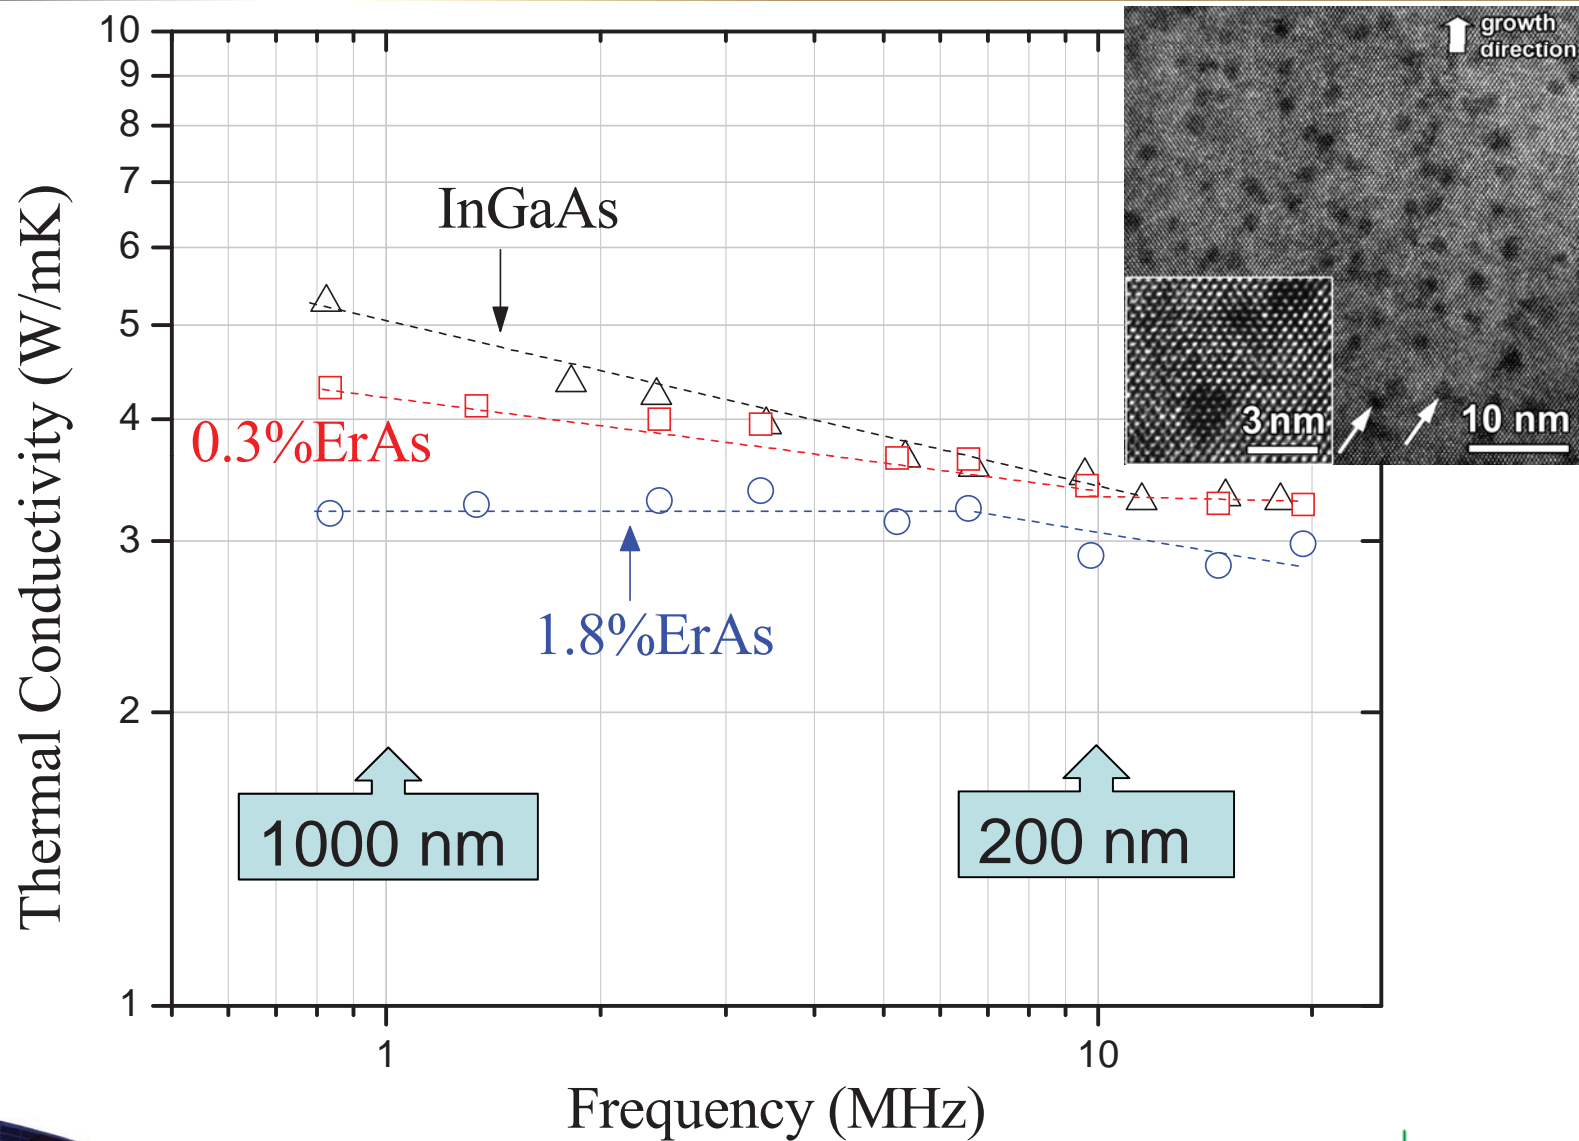 10
9
8
7
6
5
4
3
2
1
Thermal Conductivity (W/mK)
InGaAs
0.3%ErAs
1.8%ErAs
1000 nm
200 nm
1
10
Frequency (MHz)
growth
direction
3 nm
10 nm